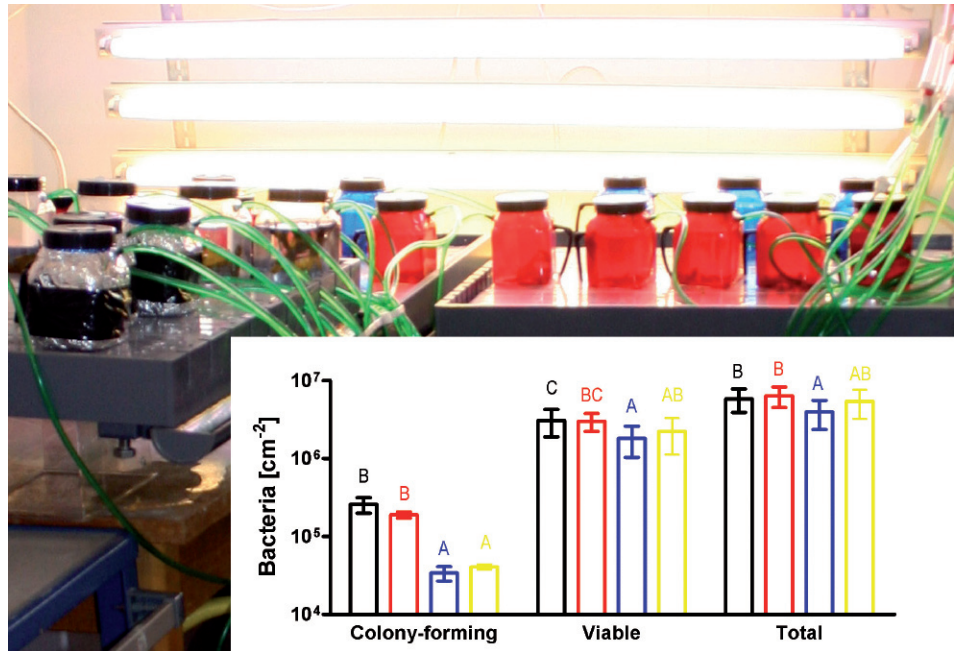 10⁷
10⁶
10⁵
10⁴
Bacteria [cm⁻²]
B B A A
C BC A AB
B B A AB
Colony-forming Viable Total